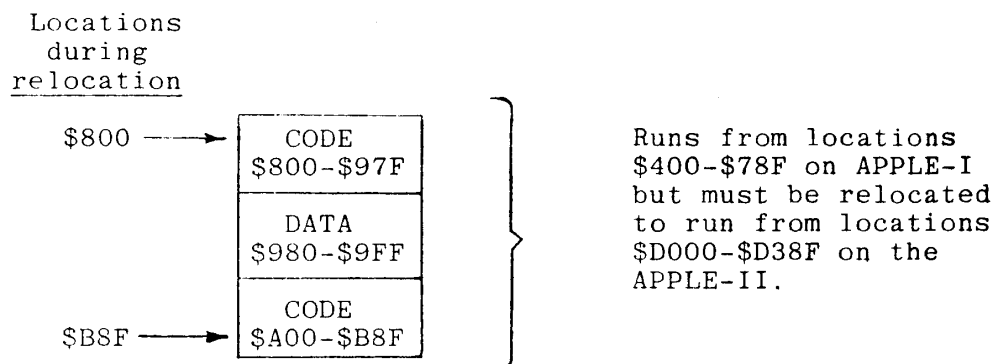 Locations
during
relocation
$800
CODE
$800-$97F
DATA
$980-$9FF
CODE
$B8F
$A00-$B8F
Runs from locations
$400-$78F on APPLE-I
but must be relocated
to run from locations
$D000-$D38F on the
APPLE-II.